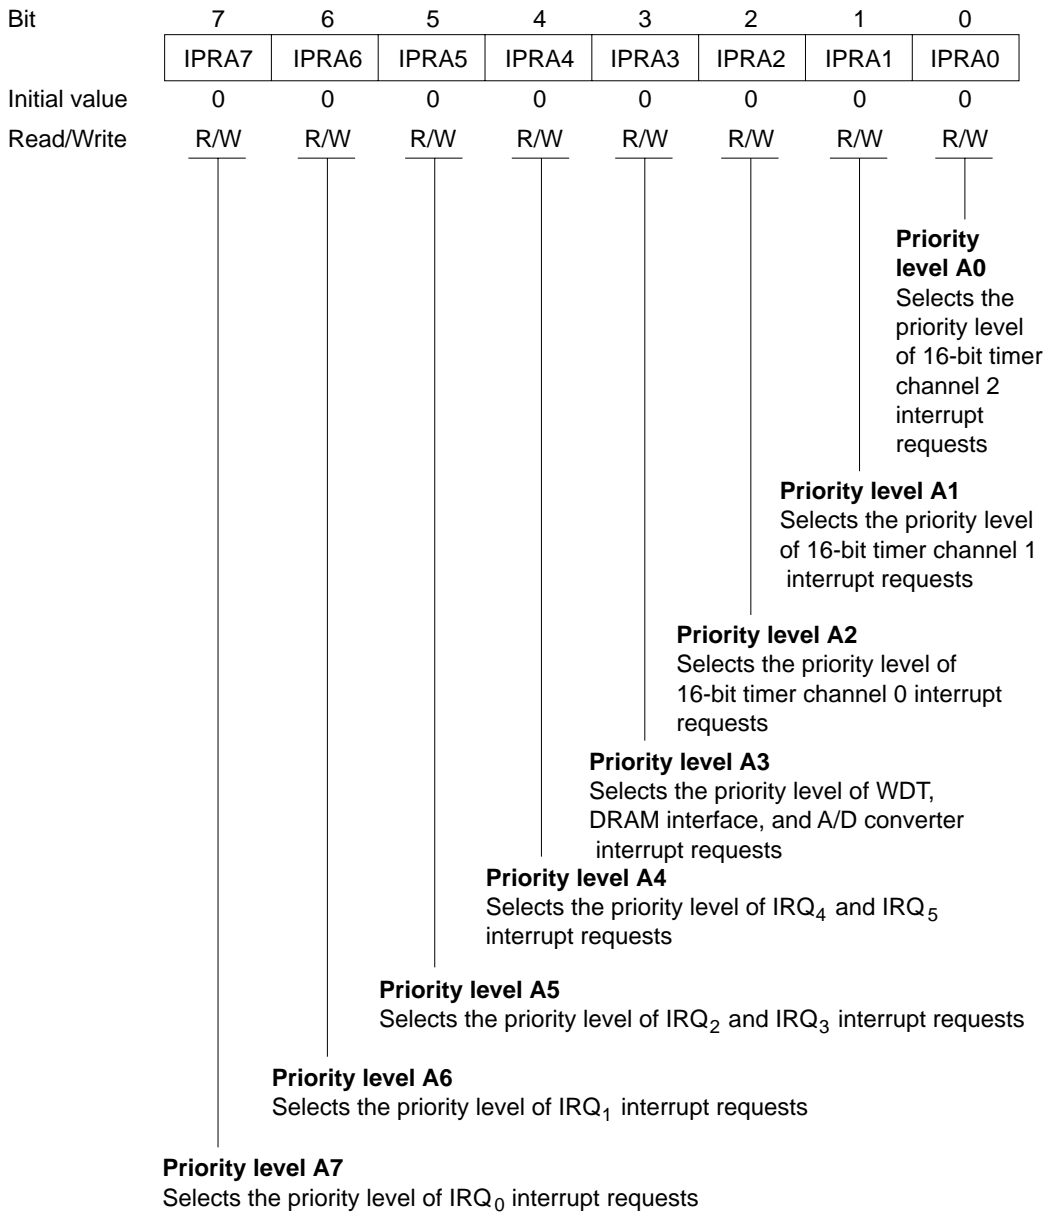 Bit 7 6 5 4 3 2 1 0
IPRA7 IPRA6 IPRA5 IPRA4 IPRA3 IPRA2 IPRA1 IPRA0
Initial value 0 0 0 0 0 0 0 0
Read/Write R/W R/W R/W R/W R/W R/W R/W R/W
Priority
level A0
Selects the
priority level
of 16-bit timer
channel 2
interrupt
requests
Priority level A1
Selects the priority level
of 16-bit timer channel 1
interrupt requests
Priority level A2
Selects the priority level of
16-bit timer channel 0 interrupt
requests
Priority level A3
Selects the priority level of WDT,
DRAM interface, and A/D converter
interrupt requests
Priority level A4
Selects the priority level of IRQ4 and IRQ5
interrupt requests
Priority level A5
Selects the priority level of IRQ2 and IRQ3 interrupt requests
Priority level A6
Selects the priority level of IRQ1 interrupt requests
Priority level A7
Selects the priority level of IRQ0 interrupt requests